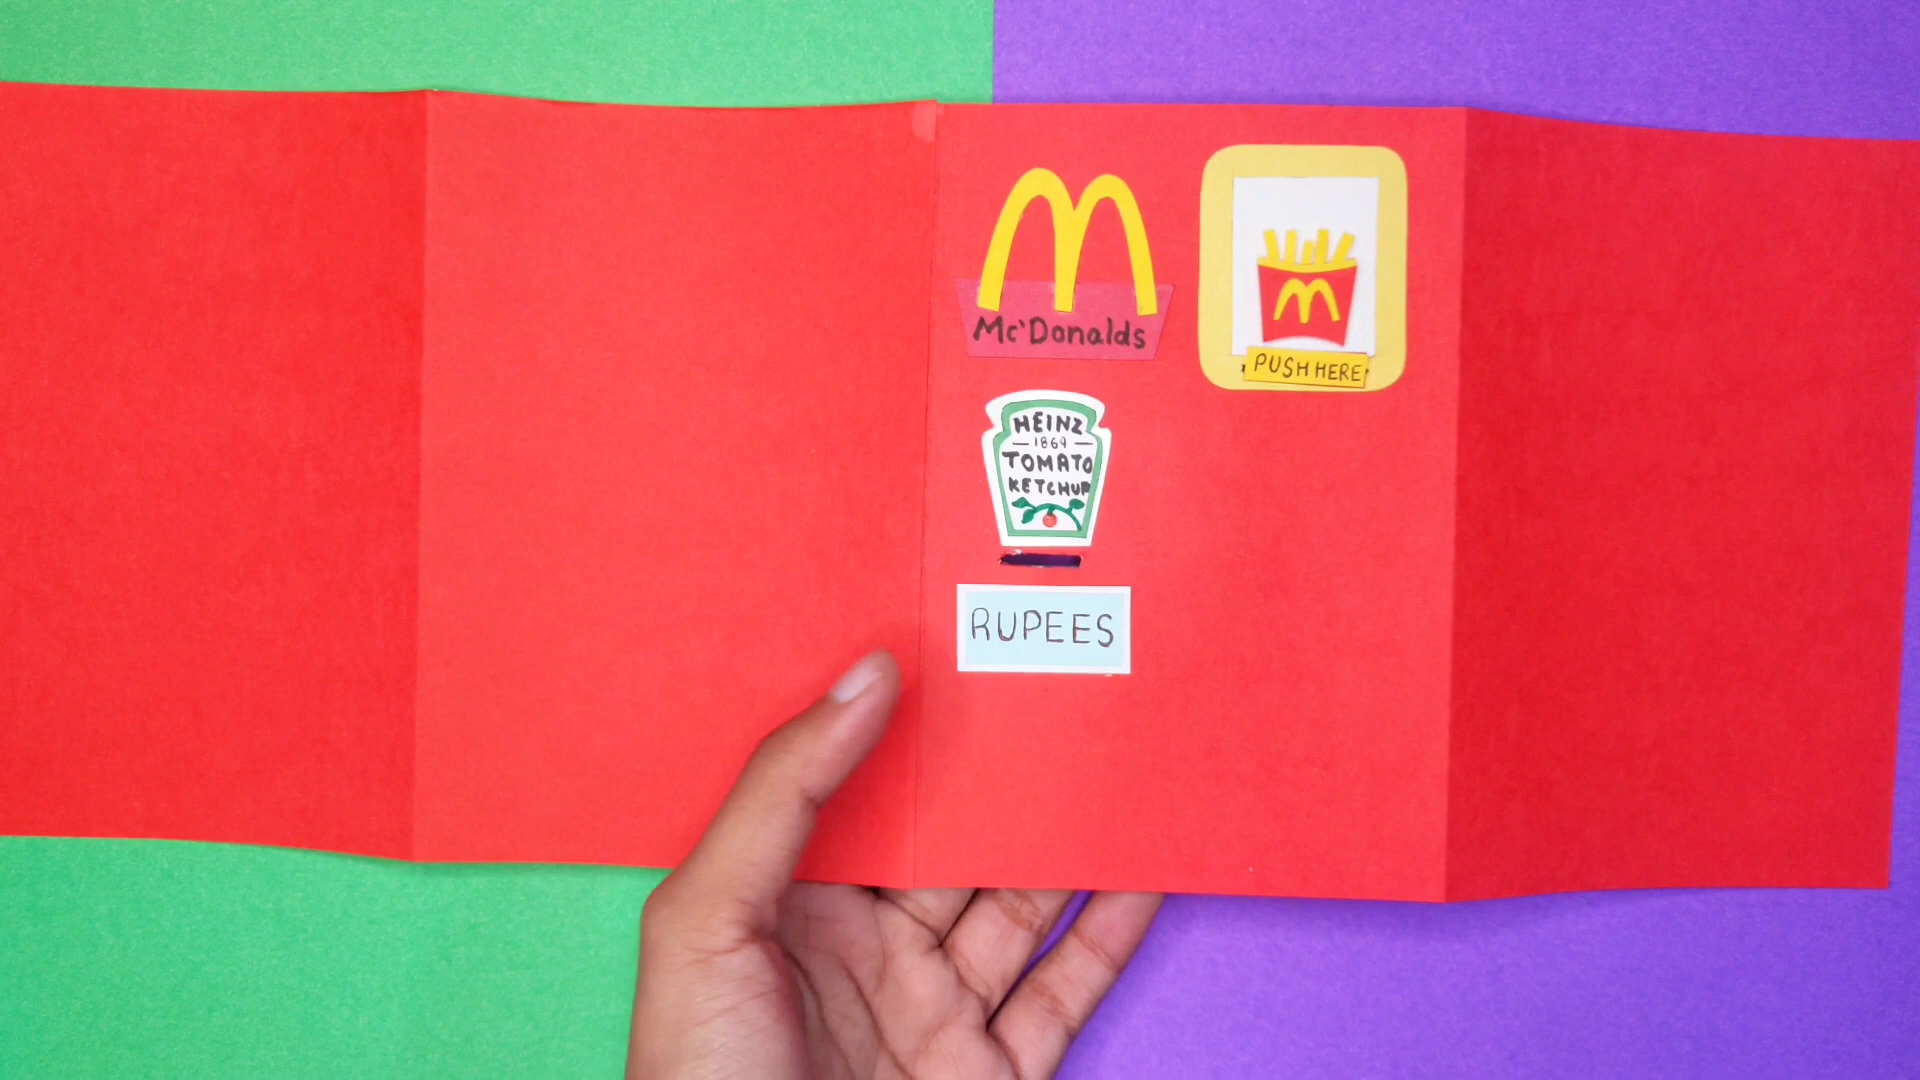 Mc'Donalds
PUSH HERE
HEINZ
1869
TOMATO
KETCHUP
RUPEES